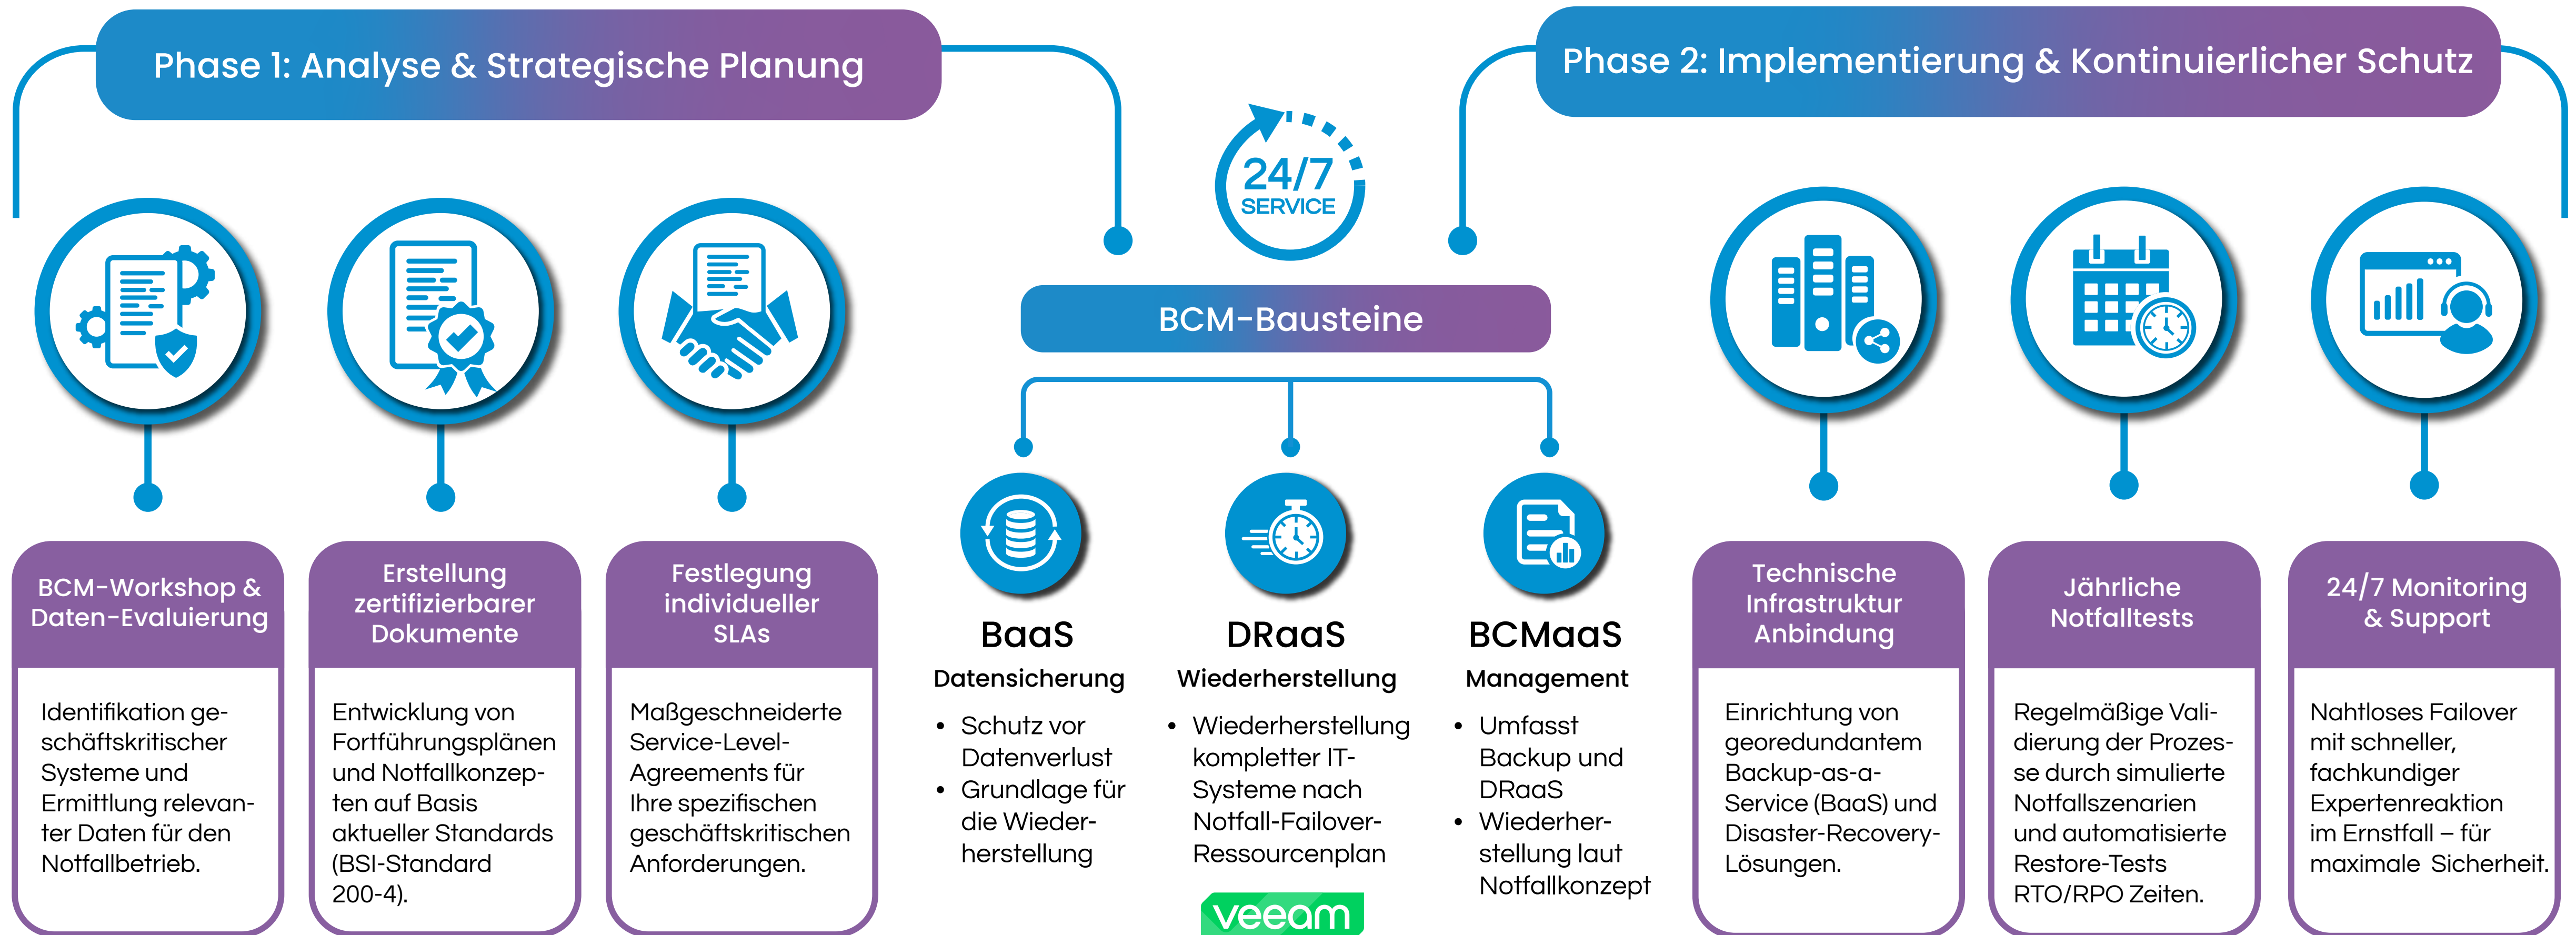 Phase 1: Analyse & Strategische Planung
Phase 2: Implementierung & Kontinuierlicher Schutz
24/7
SERVICE
BCM-Workshop &
Daten-Evaluierung
Identifikation ge-
schäftskritischer
Systeme und
Ermittlung relevan-
ter Daten für den
Notfallbetrieb.
Erstellung
zertifizierbarer
Dokumente
Entwicklung von
Fortführungsplänen
und Notfallkonzep-
ten auf Basis
aktueller Standards
(BSI-Standard
200-4).
Festlegung
individueller
SLAs
Maßgeschneiderte
Service-Level-
Agreements für
Ihre spezifischen
geschäftskritischen
Anforderungen.
BCM-Bausteine
BaaS
Datensicherung
• Schutz vor
Datenverlust
• Grundlage für
die Wieder-
herstellung
DRaaS
Wiederherstellung
• Wiederherstellung
kompletter IT-
Systeme nach
Notfall-Failover-
Ressourcenplan
veeam
BCMaaS
Management
• Umfasst
Backup und
DRaaS
• Wiederher-
stellung laut
Notfallkonzept
Technische
Infrastruktur
Anbindung
Einrichtung von
georedundantem
Backup-as-a-
Service (BaaS) und
Disaster-Recovery-
Lösungen.
Jährliche
Notfalltests
Regelmäßige Vali-
dierung der Prozes-
se durch simulierte
Notfallszenarien
und automatisierte
Restore-Tests
RTO/RPO Zeiten.
24/7 Monitoring
& Support
Nahtloses Failover
mit schneller,
fachkundiger
Expertenreaktion
im Ernstfall – für
maximale Sicherheit.